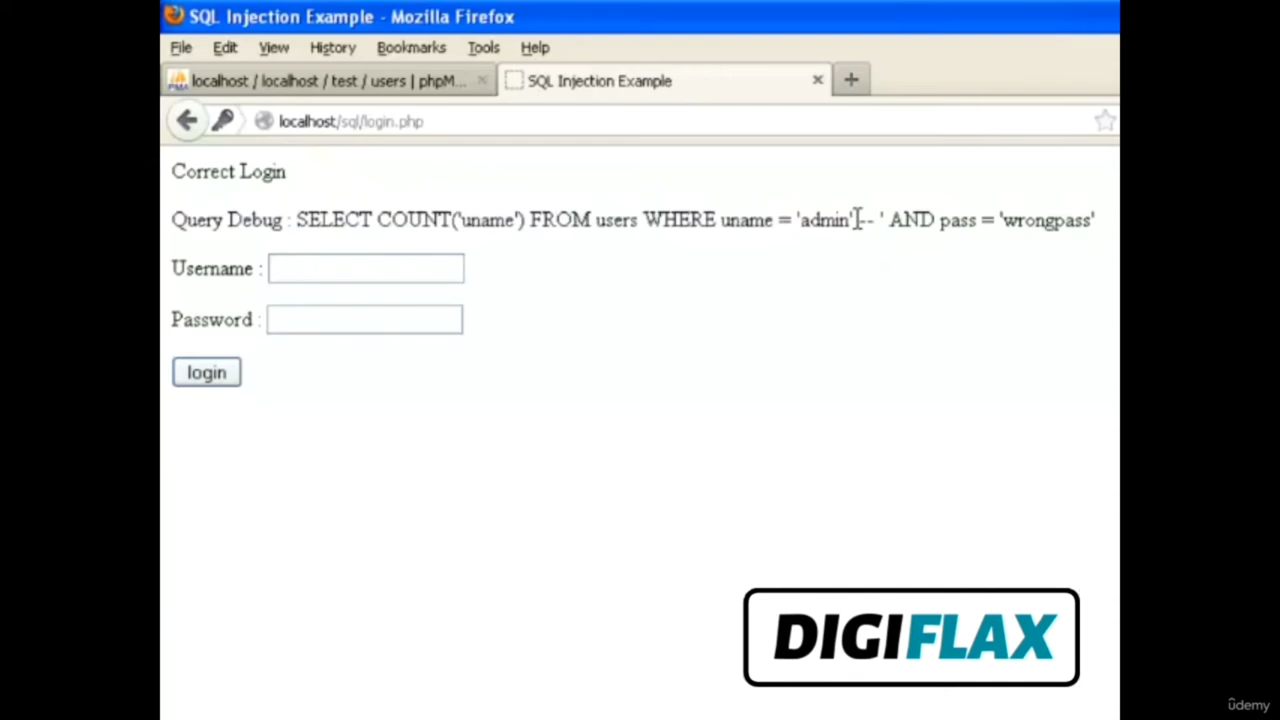 SQL Injection Example - Mozilla Firefox
File Edit View History Bookmarks Tools Help
localhost / localhost / test / users | phpM... SQL Injection Example
localhost/sql/login.php
Correct Login
Query Debug : SELECT COUNT('uname') FROM users WHERE uname = 'admin' -- ' AND pass = 'wrongpass'
Username :
Password :
login
DIGIFLAX
ûdemy